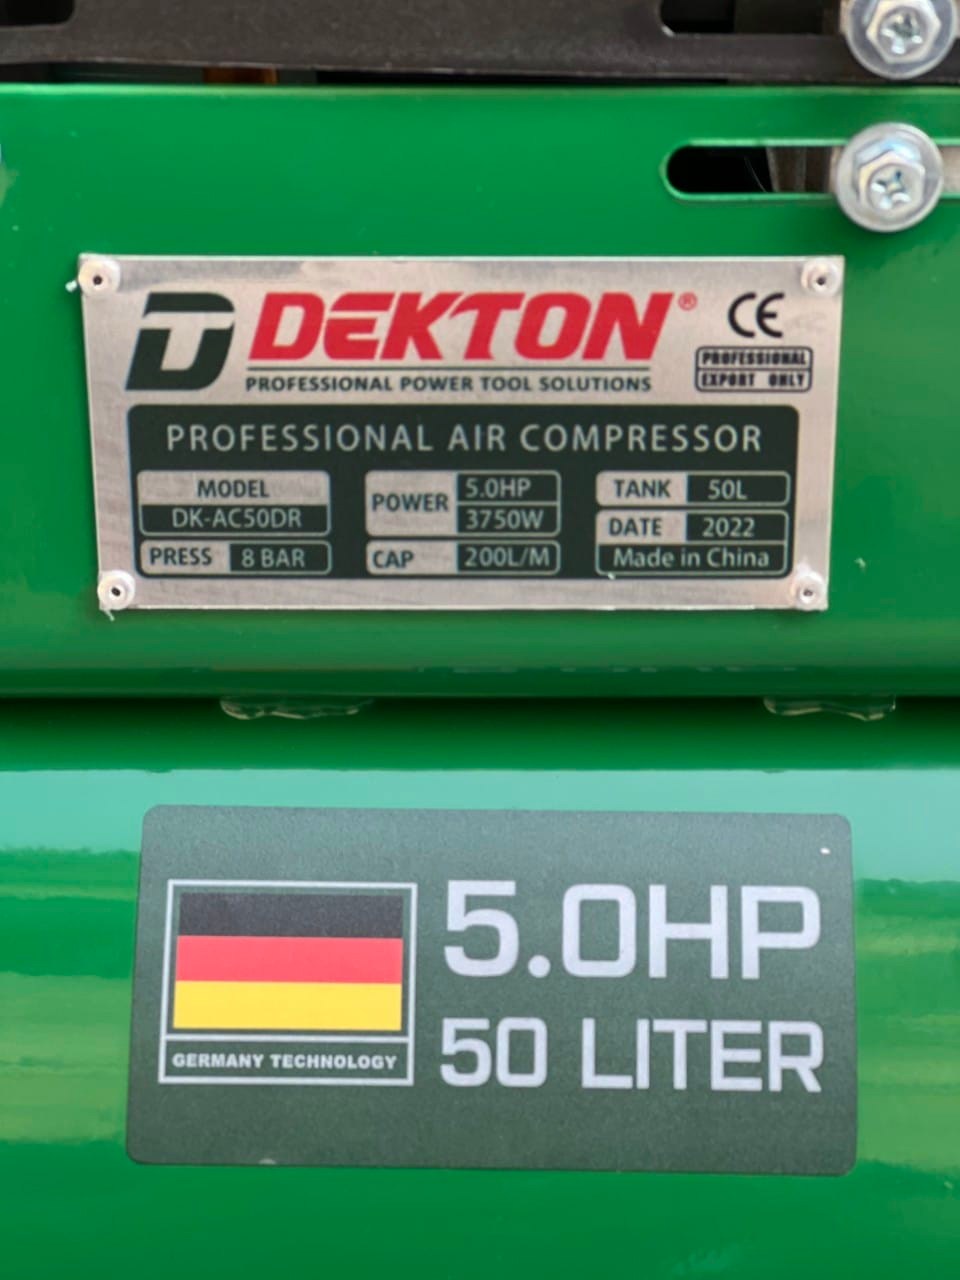 DEKTON® CE
PROFESSIONAL POWER TOOL SOLUTIONS
PROFESSIONAL
EXPORT ONLY
PROFESSIONAL AIR COMPRESSOR
MODEL
DK-AC50DR
PRESS 8 BAR
POWER 5.0HP
3750W
CAP 200L/M
TANK 50L
DATE 2022
Made in China
5.0HP
50 LITER
GERMANY TECHNOLOGY